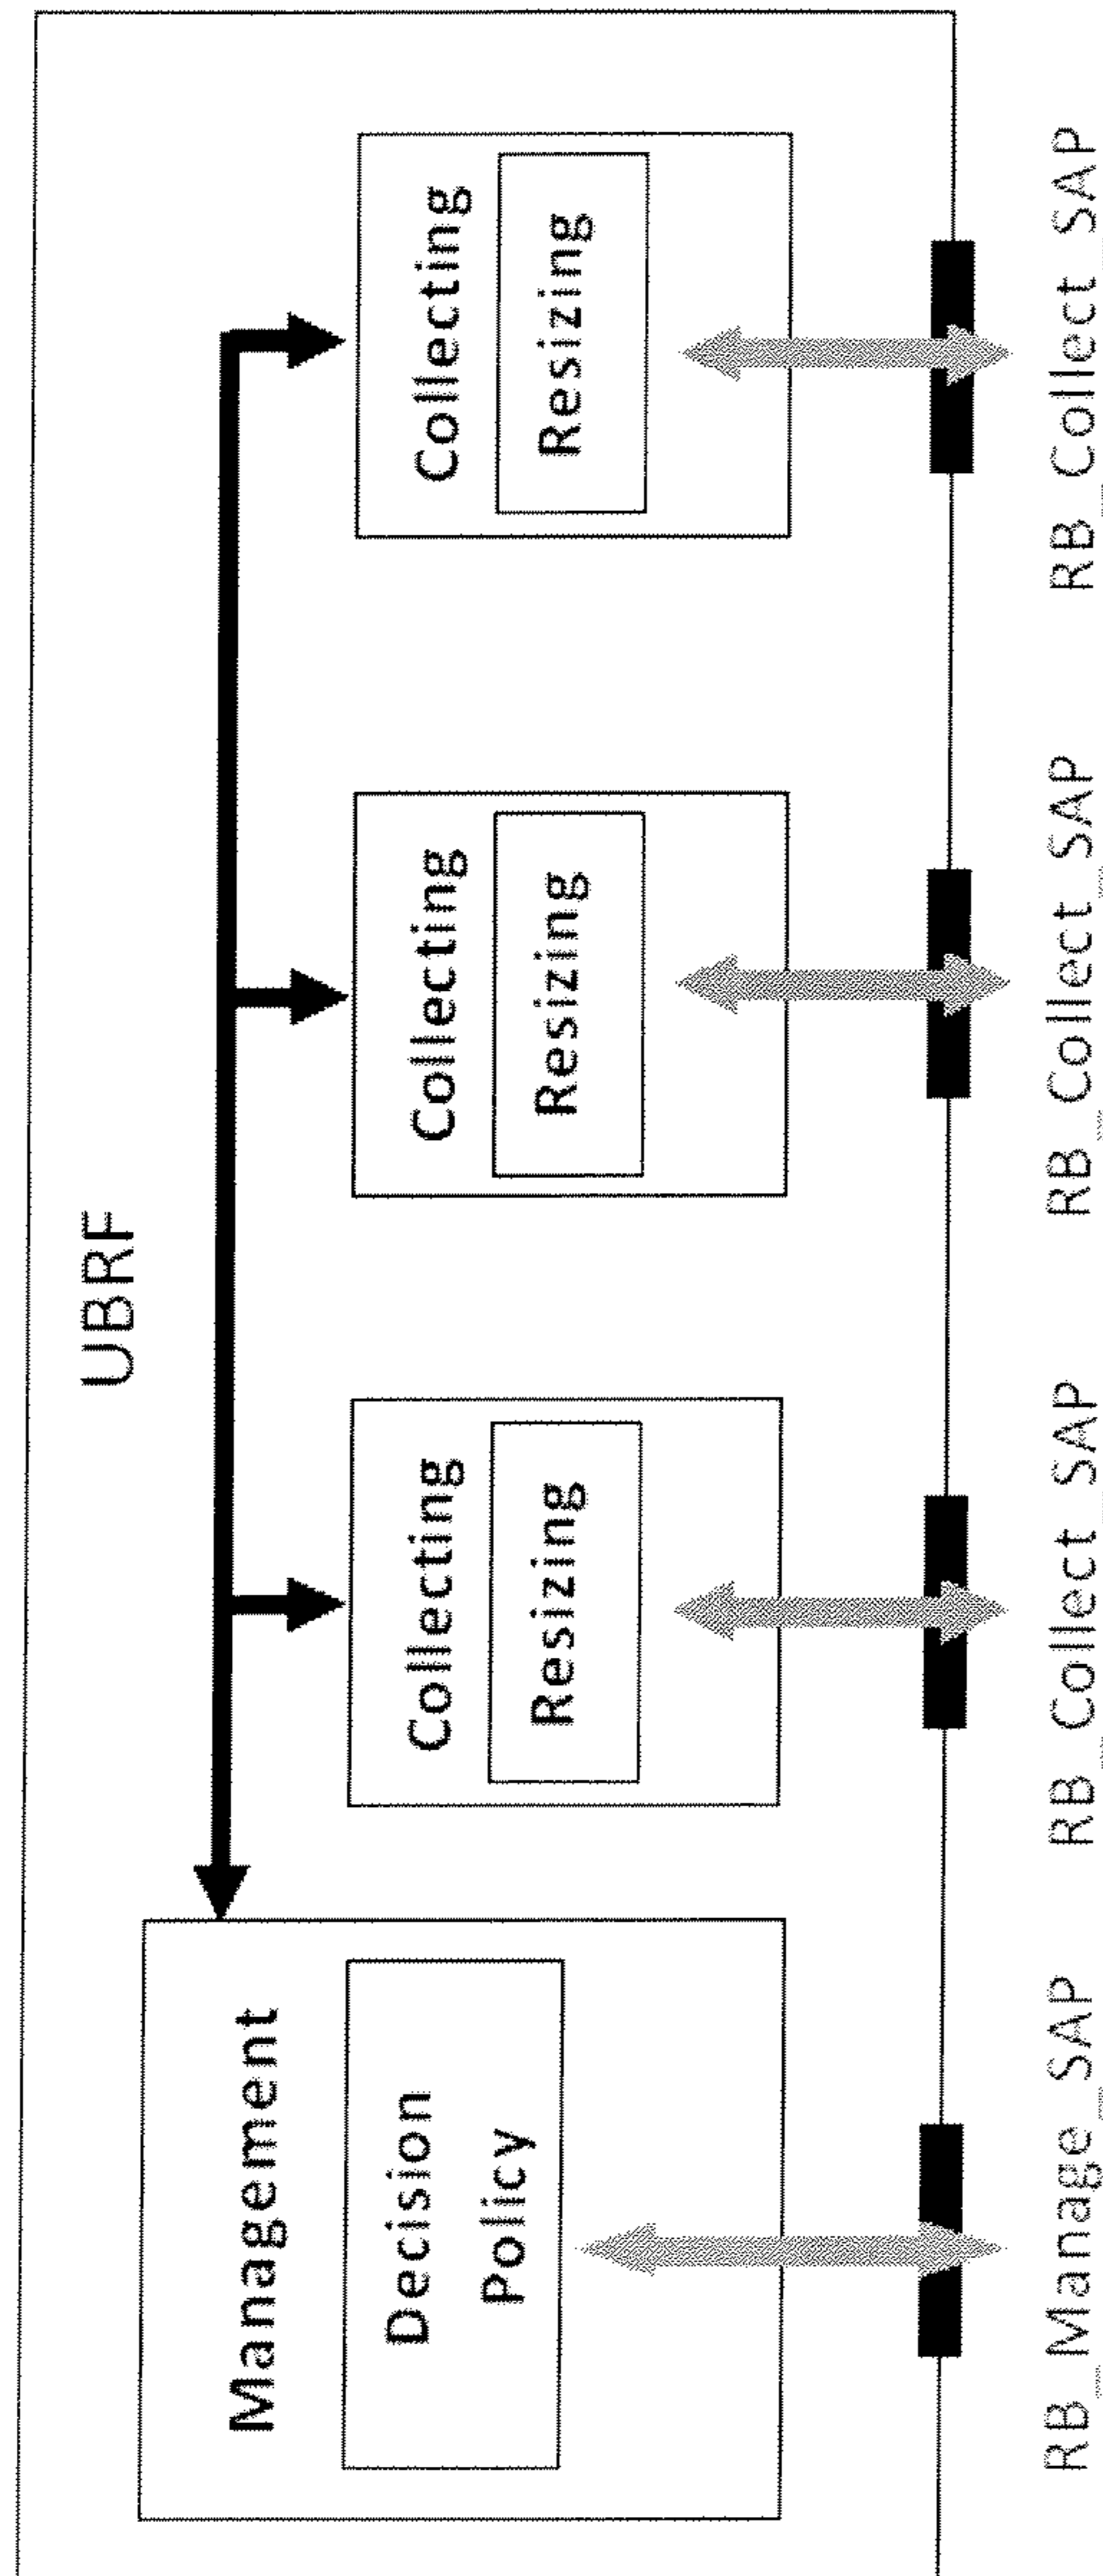 UBRF
Management
Decision
Policy
Collecting
Resizing
Collecting
Resizing
Collecting
Resizing
RB_Manage_SAP
RB_Collect_SAP
RB_Collect_SAP
RB_Collect_SAP